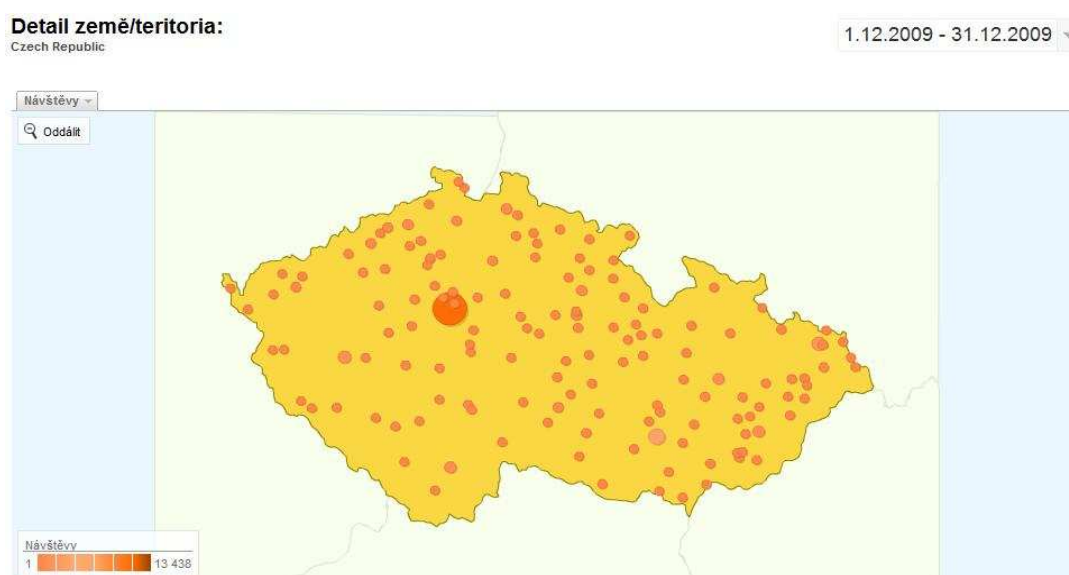 Detail země/teritoria:
Czech Republic
1.12.2009 - 31.12.2009
Návštěvy
Oddálit
Návštěvy
1 13 438